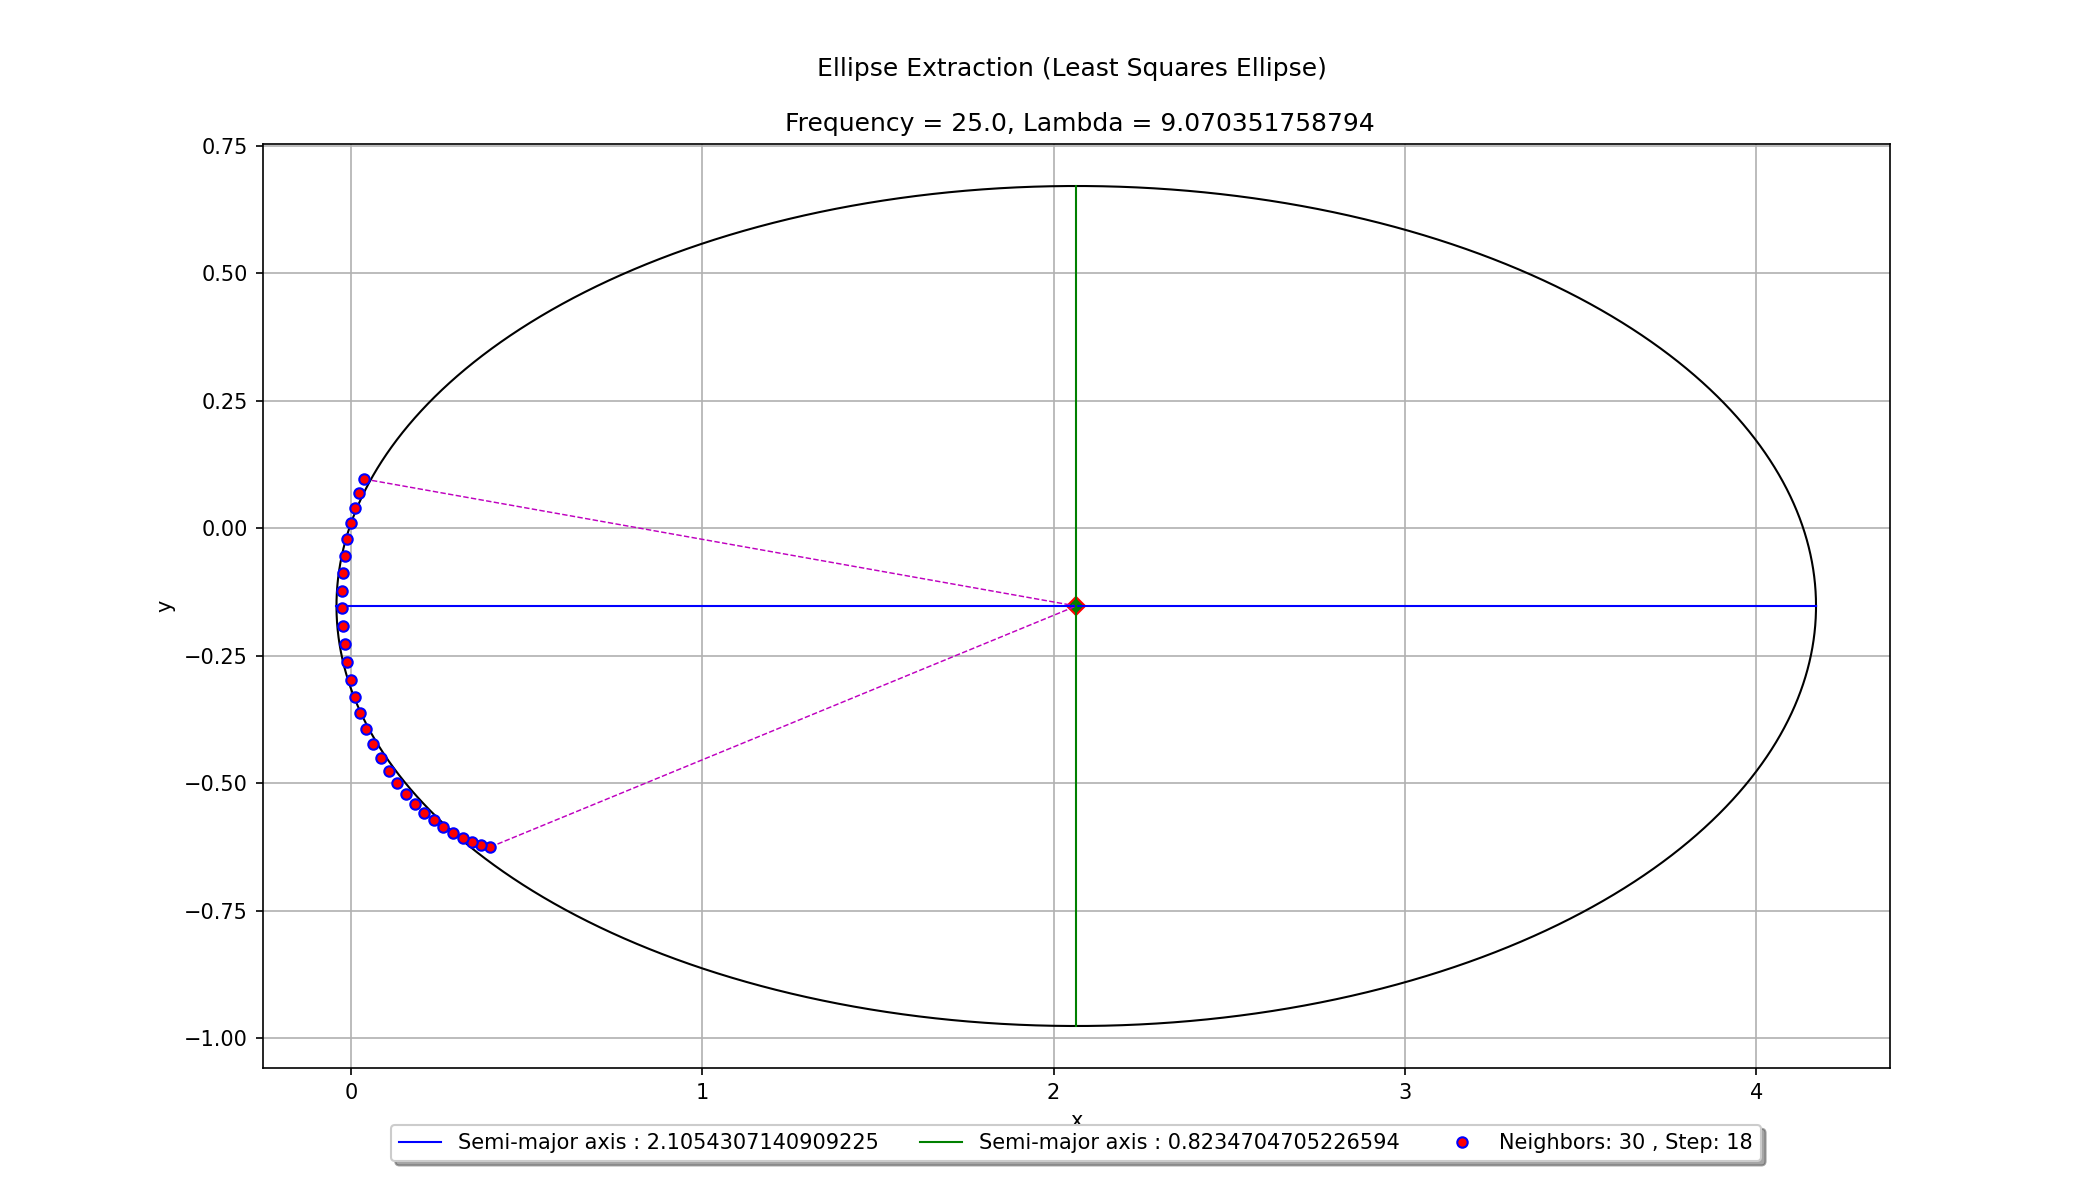 Ellipse Extraction (Least Squares Ellipse)
Frequency = 25.0, Lambda = 9.070351758794
0.75
0.50
0.25
0.00
−0.25
−0.50
−0.75
−1.00
y
0 1 2 3 4
x
Semi-major axis : 2.1054307140909225 Semi-major axis : 0.8234704705226594 Neighbors: 30 , Step: 18